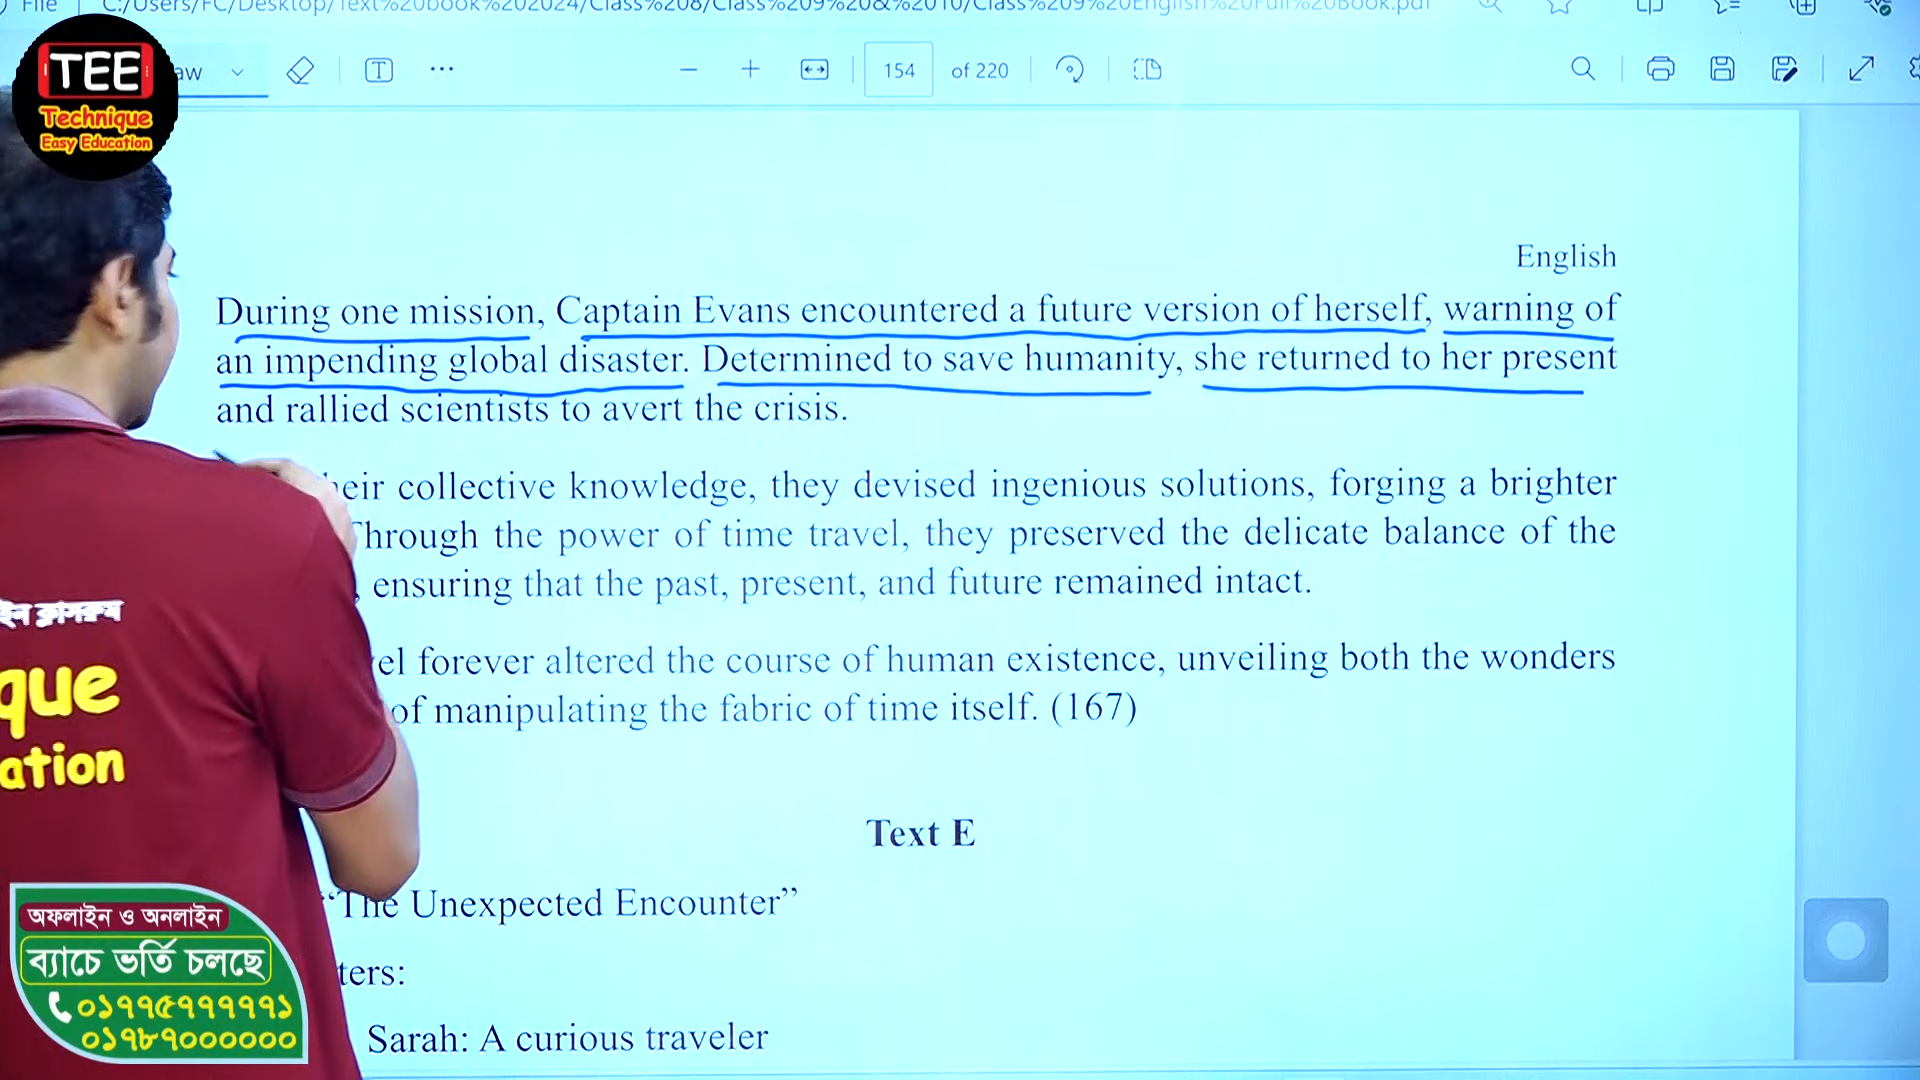 File C:/Users/FC/Desktop/Text%20book%202024/Class%208/Class%209%20&%2010/Class%209%20English%20Full%20Book.pdf
TEE
Technique
Easy Education
aw
154 of 220
English
During one mission, Captain Evans encountered a future version of herself, warning of
an impending global disaster. Determined to save humanity, she returned to her present
and rallied scientists to avert the crisis.
heir collective knowledge, they devised ingenious solutions, forging a brighter
Through the power of time travel, they preserved the delicate balance of the
, ensuring that the past, present, and future remained intact.
vel forever altered the course of human existence, unveiling both the wonders
of manipulating the fabric of time itself. (167)
Text E
“The Unexpected Encounter”
ters:
Sarah: A curious traveler
ইন ক্লাসরুম
que
ation
অফলাইন ও অনলাইন
ব্যাচে ভর্তি চলছে
০১৭৭৫৭৭৭৭৭১
০১৭৮৭০০০০০০